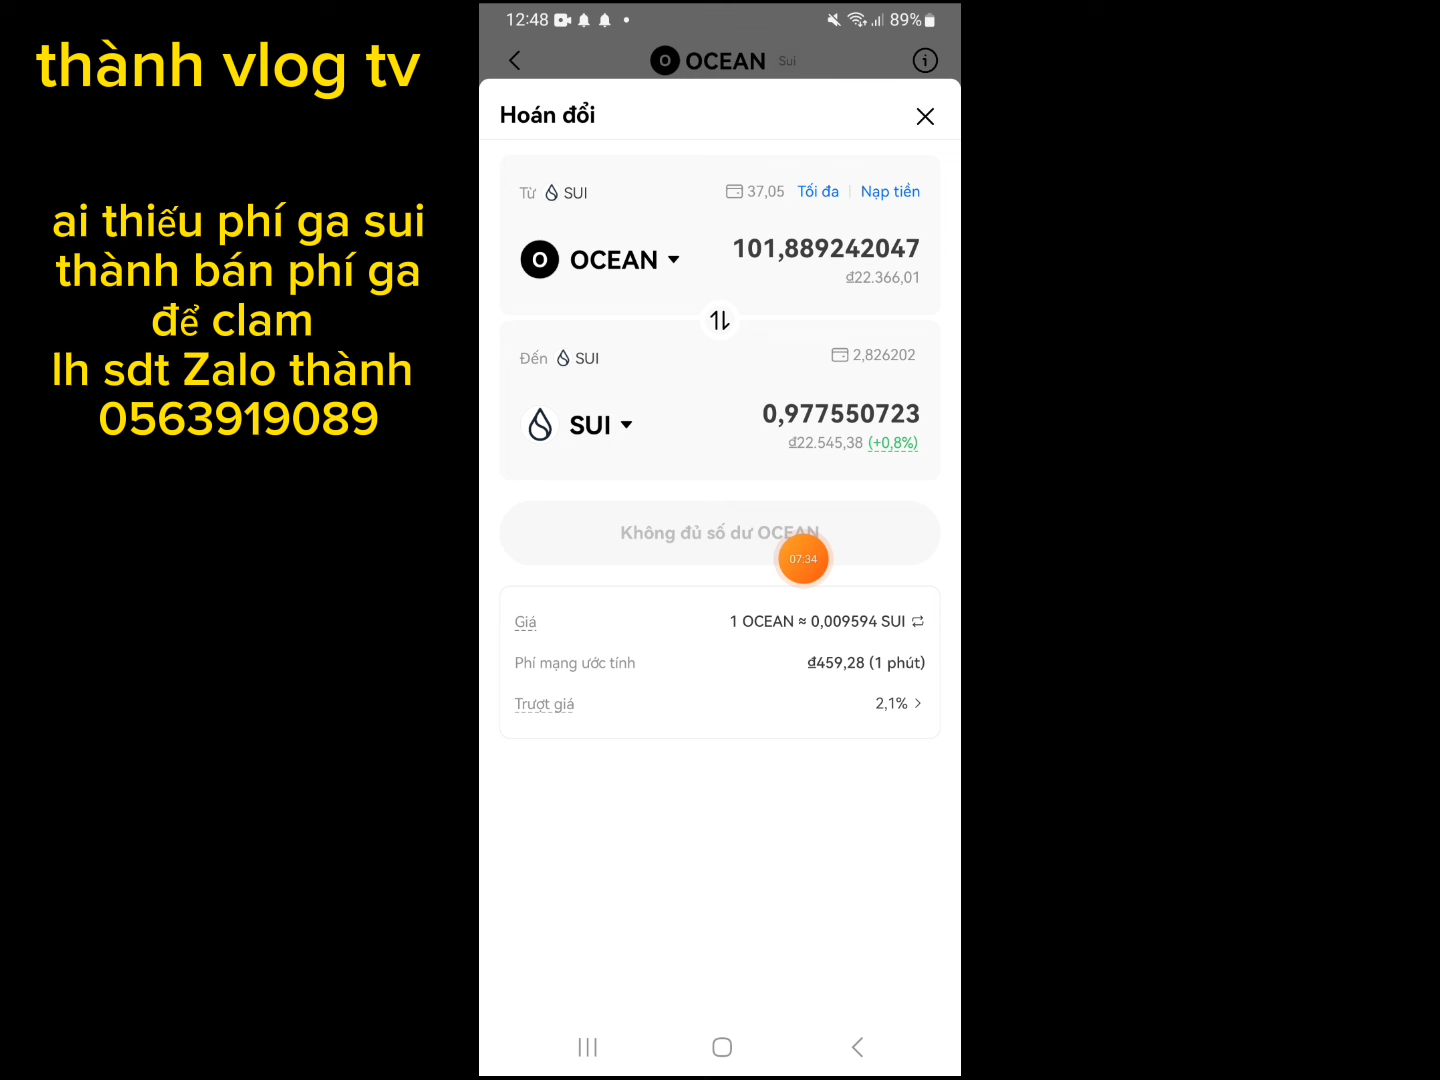 thành vlog tv
ai thiếu phí ga sui
thành bán phí ga
để clam
lh sdt Zalo thành
0563919089
12:48
89%
O OCEAN Sui
Hoán đổi
Từ SUI
37,05 Tối đa | Nạp tiền
O OCEAN
101,889242047
₫22.366,01
Đến SUI
2,826202
SUI
0,977550723
₫22.545,38 (+0,8%)
Không đủ số dư OCEAN
07:34
Giá
1 OCEAN ≈ 0,009594 SUI
Phí mạng ước tính
₫459,28 (1 phút)
Trượt giá
2,1% >